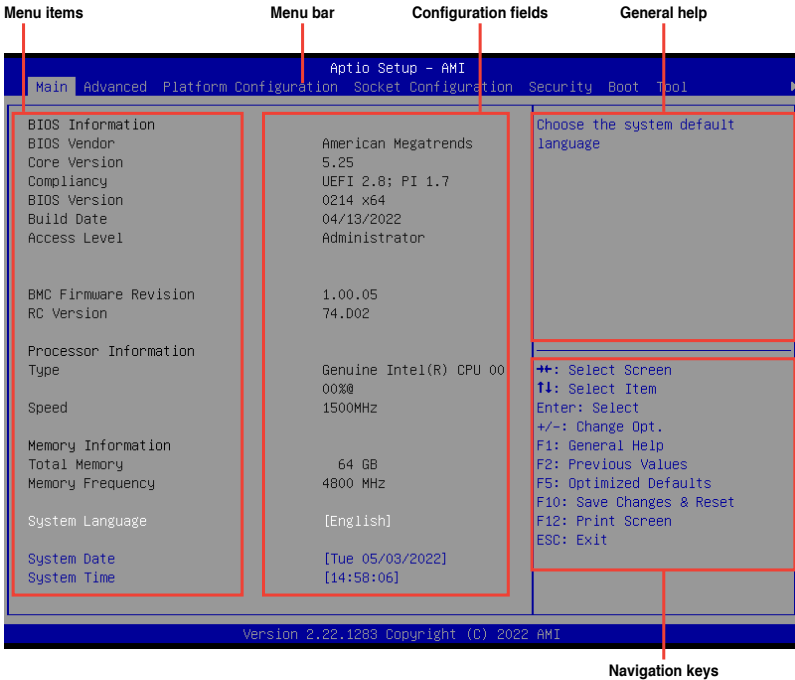 Menu items Menu bar Configuration fields General help
Aptio Setup - AMI
Main Advanced Platform Configuration Socket Configuration Security Boot Tool
BIOS Information
BIOS Vendor American Megatrends
Core Version 5.25
Compliancy UEFI 2.8; PI 1.7
BIOS Version 0214 x64
Build Date 04/13/2022
Access Level Administrator
BMC Firmware Revision 1.00.05
RC Version 74.D02
Processor Information
Type Genuine Intel(R) CPU 00
00%@
Speed 1500MHz
Memory Information
Total Memory 64 GB
Memory Frequency 4800 MHz
System Language [English]
System Date [Tue 05/03/2022]
System Time [14:58:06]
Choose the system default
language
→←: Select Screen
↑↓: Select Item
Enter: Select
+/-: Change Opt.
F1: General Help
F2: Previous Values
F5: Optimized Defaults
F10: Save Changes & Reset
F12: Print Screen
ESC: Exit
Version 2.22.1283 Copyright (C) 2022 AMI
Navigation keys